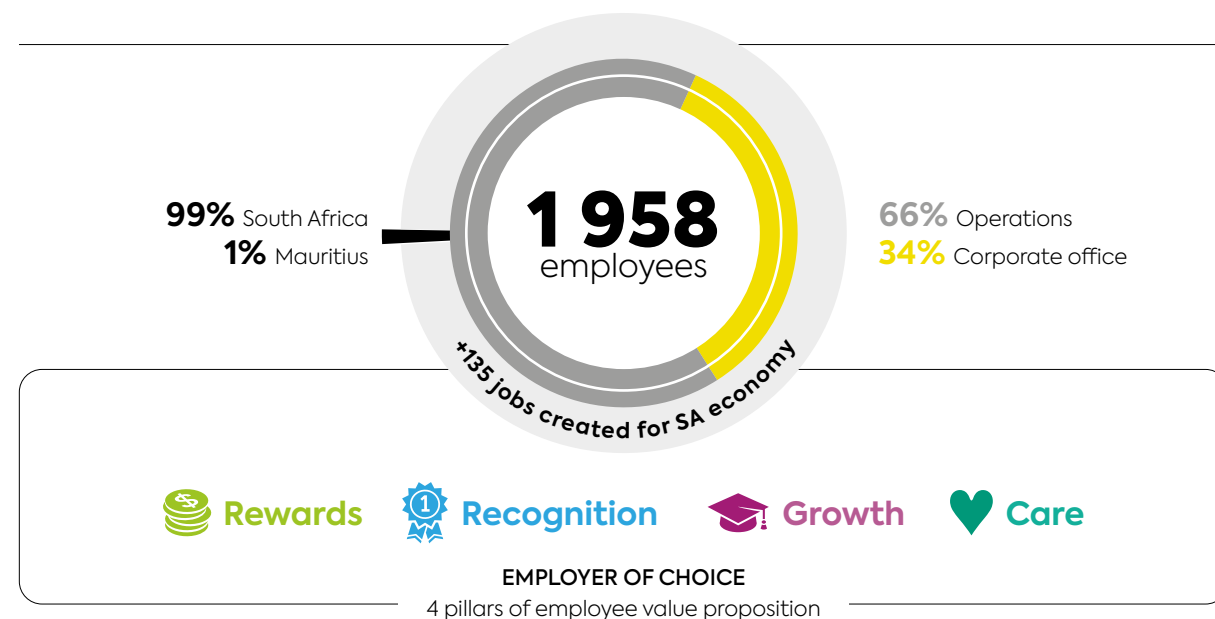 1 958
employees
99% South Africa
1% Mauritius
66% Operations
34% Corporate office
+135 jobs created for SA economy
$ Rewards
1 Recognition
Growth
Care
EMPLOYER OF CHOICE
4 pillars of employee value proposition